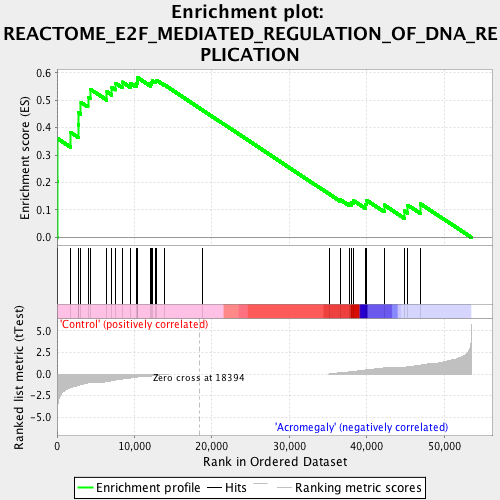 Enrichment plot:
REACTOME_E2F_MEDIATED_REGULATION_OF_DNA_RE
PLICATION
Enrichment score (ES)
0.6
0.5
0.4
0.3
0.2
0.1
0.0
'Control' (positively correlated)
Ranked list metric (tTest)
5.0
2.5
0.0
-2.5
-5.0
Zero cross at 18394
'Acromegaly' (negatively correlated)
0
10,000
20,000
30,000
40,000
50,000
Rank in Ordered Dataset
Enrichment profile
Hits
Ranking metric scores